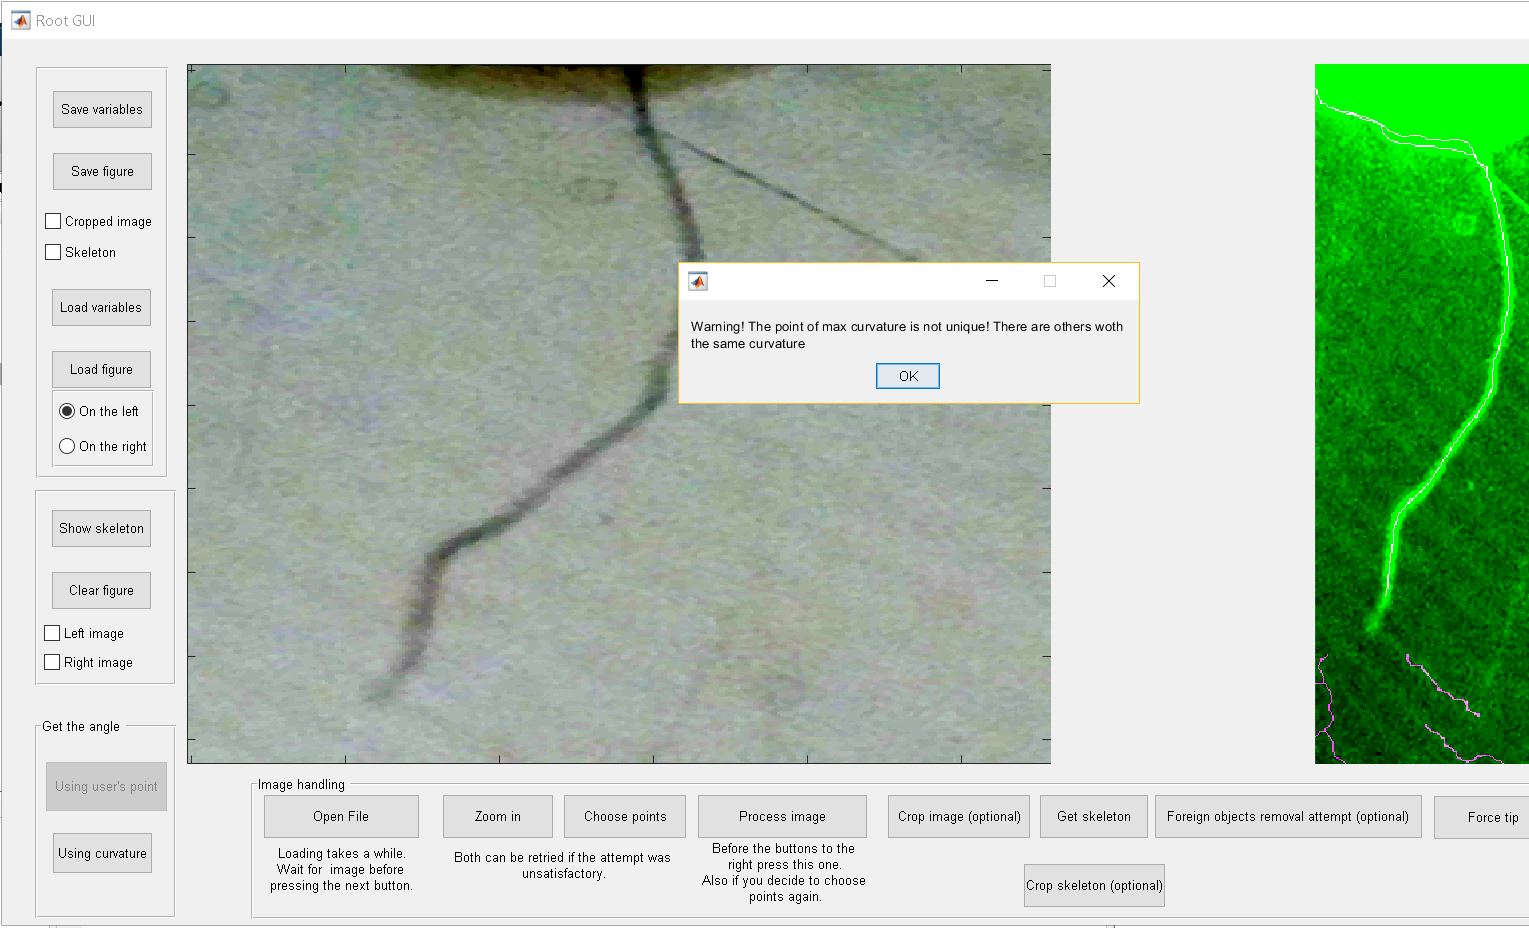 Root GUI
Save variables
Save figure
Cropped image
Skeleton
Load variables
Load figure
On the left
On the right
Show skeleton
Clear figure
Left image
Right image
Get the angle
Using user's point
Using curvature
Warning! The point of max curvature is not unique! There are others woth
the same curvature
OK
Image handling
Open File
Zoom in
Choose points
Process image
Crop image (optional)
Get skeleton
Foreign objects removal attempt (optional)
Force tip
Loading takes a while.
Wait for image before
pressing the next button.
Both can be retried if the attempt was
unsatisfactory.
Before the buttons to the
right press this one.
Also if you decide to choose
points again.
Crop skeleton (optional)